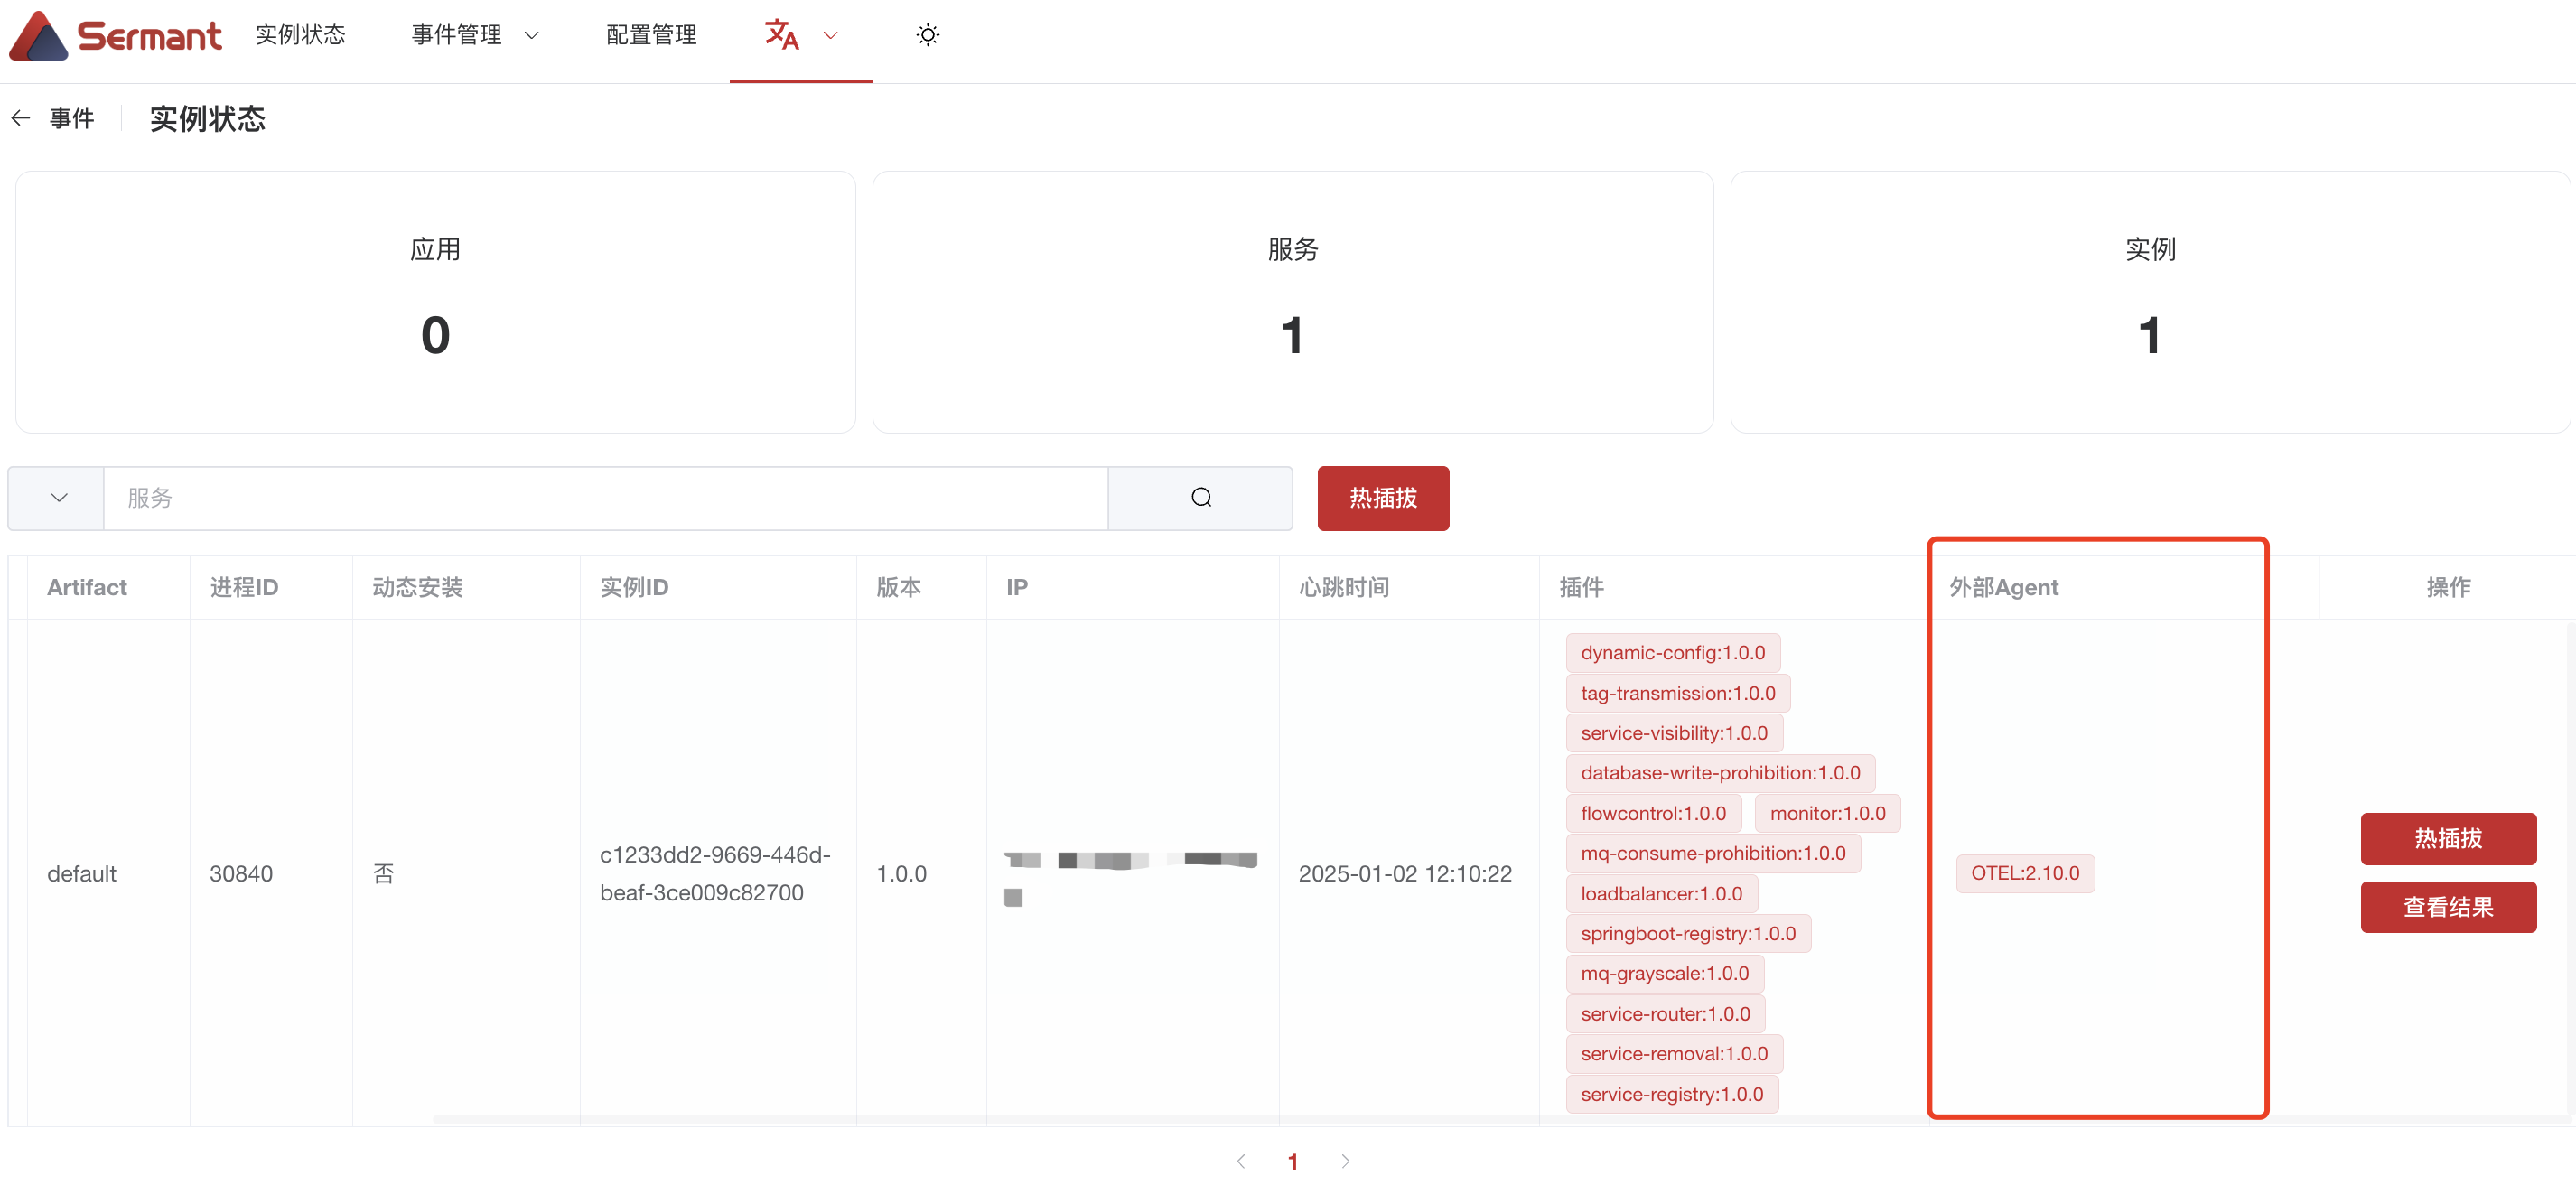 Sermant
实例状态
事件管理
配置管理
文A
事件
实例状态
应用
0
服务
1
实例
1
服务
热插拔
Artifact
进程ID
动态安装
实例ID
版本
IP
心跳时间
插件
外部Agent
操作
default
30840
否
c1233dd2-9669-446d-
beaf-3ce009c82700
1.0.0
2025-01-02 12:10:22
dynamic-config:1.0.0
tag-transmission:1.0.0
service-visibility:1.0.0
database-write-prohibition:1.0.0
flowcontrol:1.0.0 monitor:1.0.0
mq-consume-prohibition:1.0.0
loadbalancer:1.0.0
springboot-registry:1.0.0
mq-grayscale:1.0.0
service-router:1.0.0
service-removal:1.0.0
service-registry:1.0.0
OTEL:2.10.0
热插拔
查看结果
1